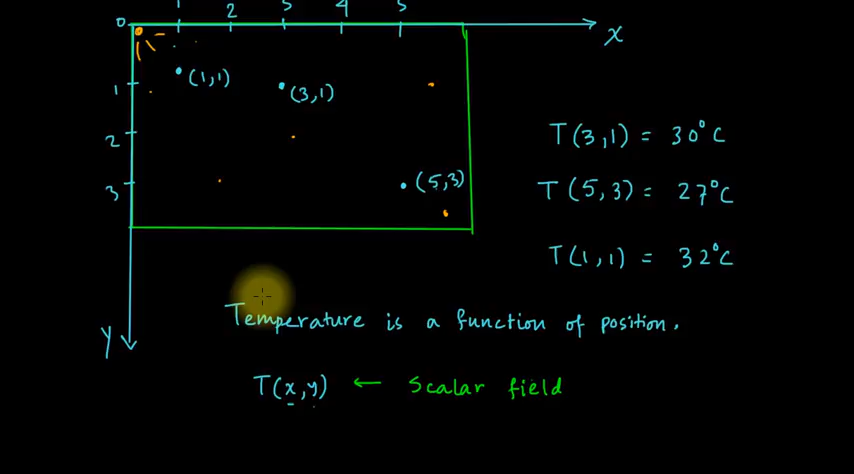 1 2 3 4 5
0
x
1
(1,1)
(3,1)
2
3
(5,3)
y
T(3,1) = 30°C
T(5,3) = 27°C
T(1,1) = 32°C
Temperature is a function of position.
T(x,y) ← Scalar field